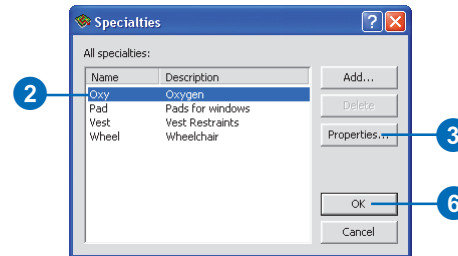 Specialties
All specialties:
Name Description
Oxy Oxygen
Pad Pads for windows
Vest Vest Restraints
Wheel Wheelchair
Add...
Delete
Properties...
OK
Cancel
2
3
6